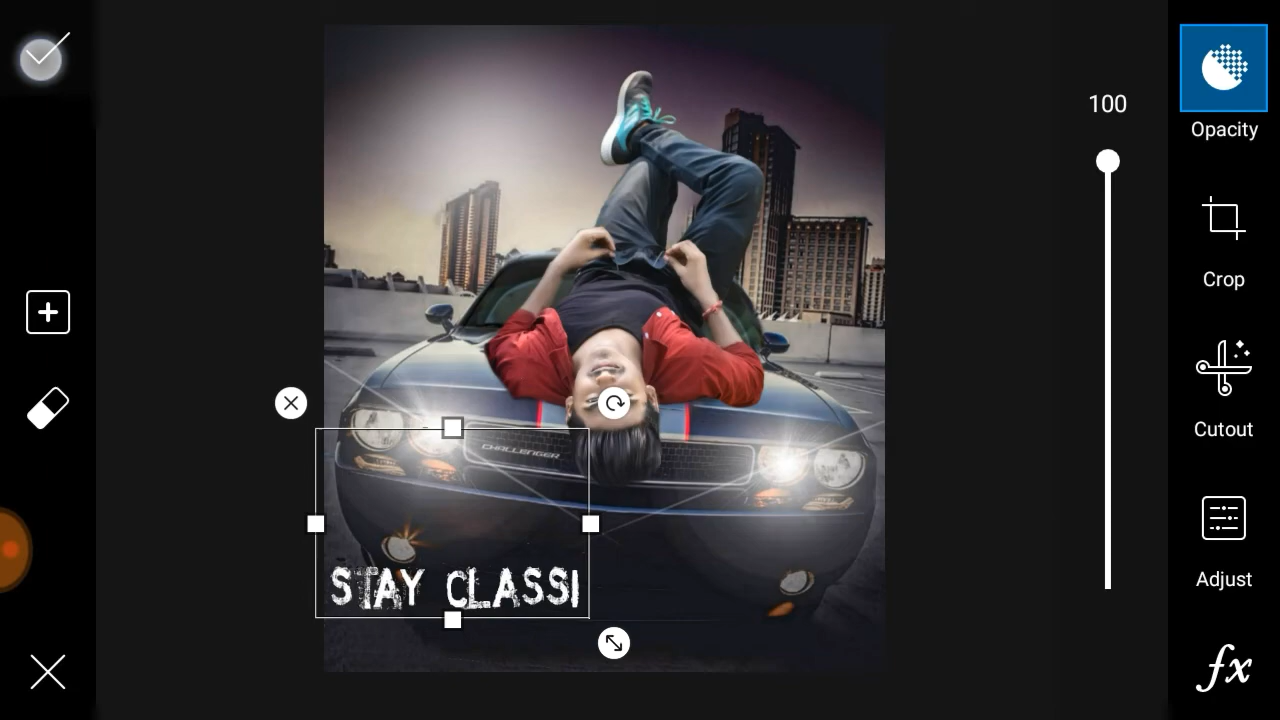 100
Opacity
Crop
Cutout
Adjust
fx
CHALLENGER
STAY CLASSI